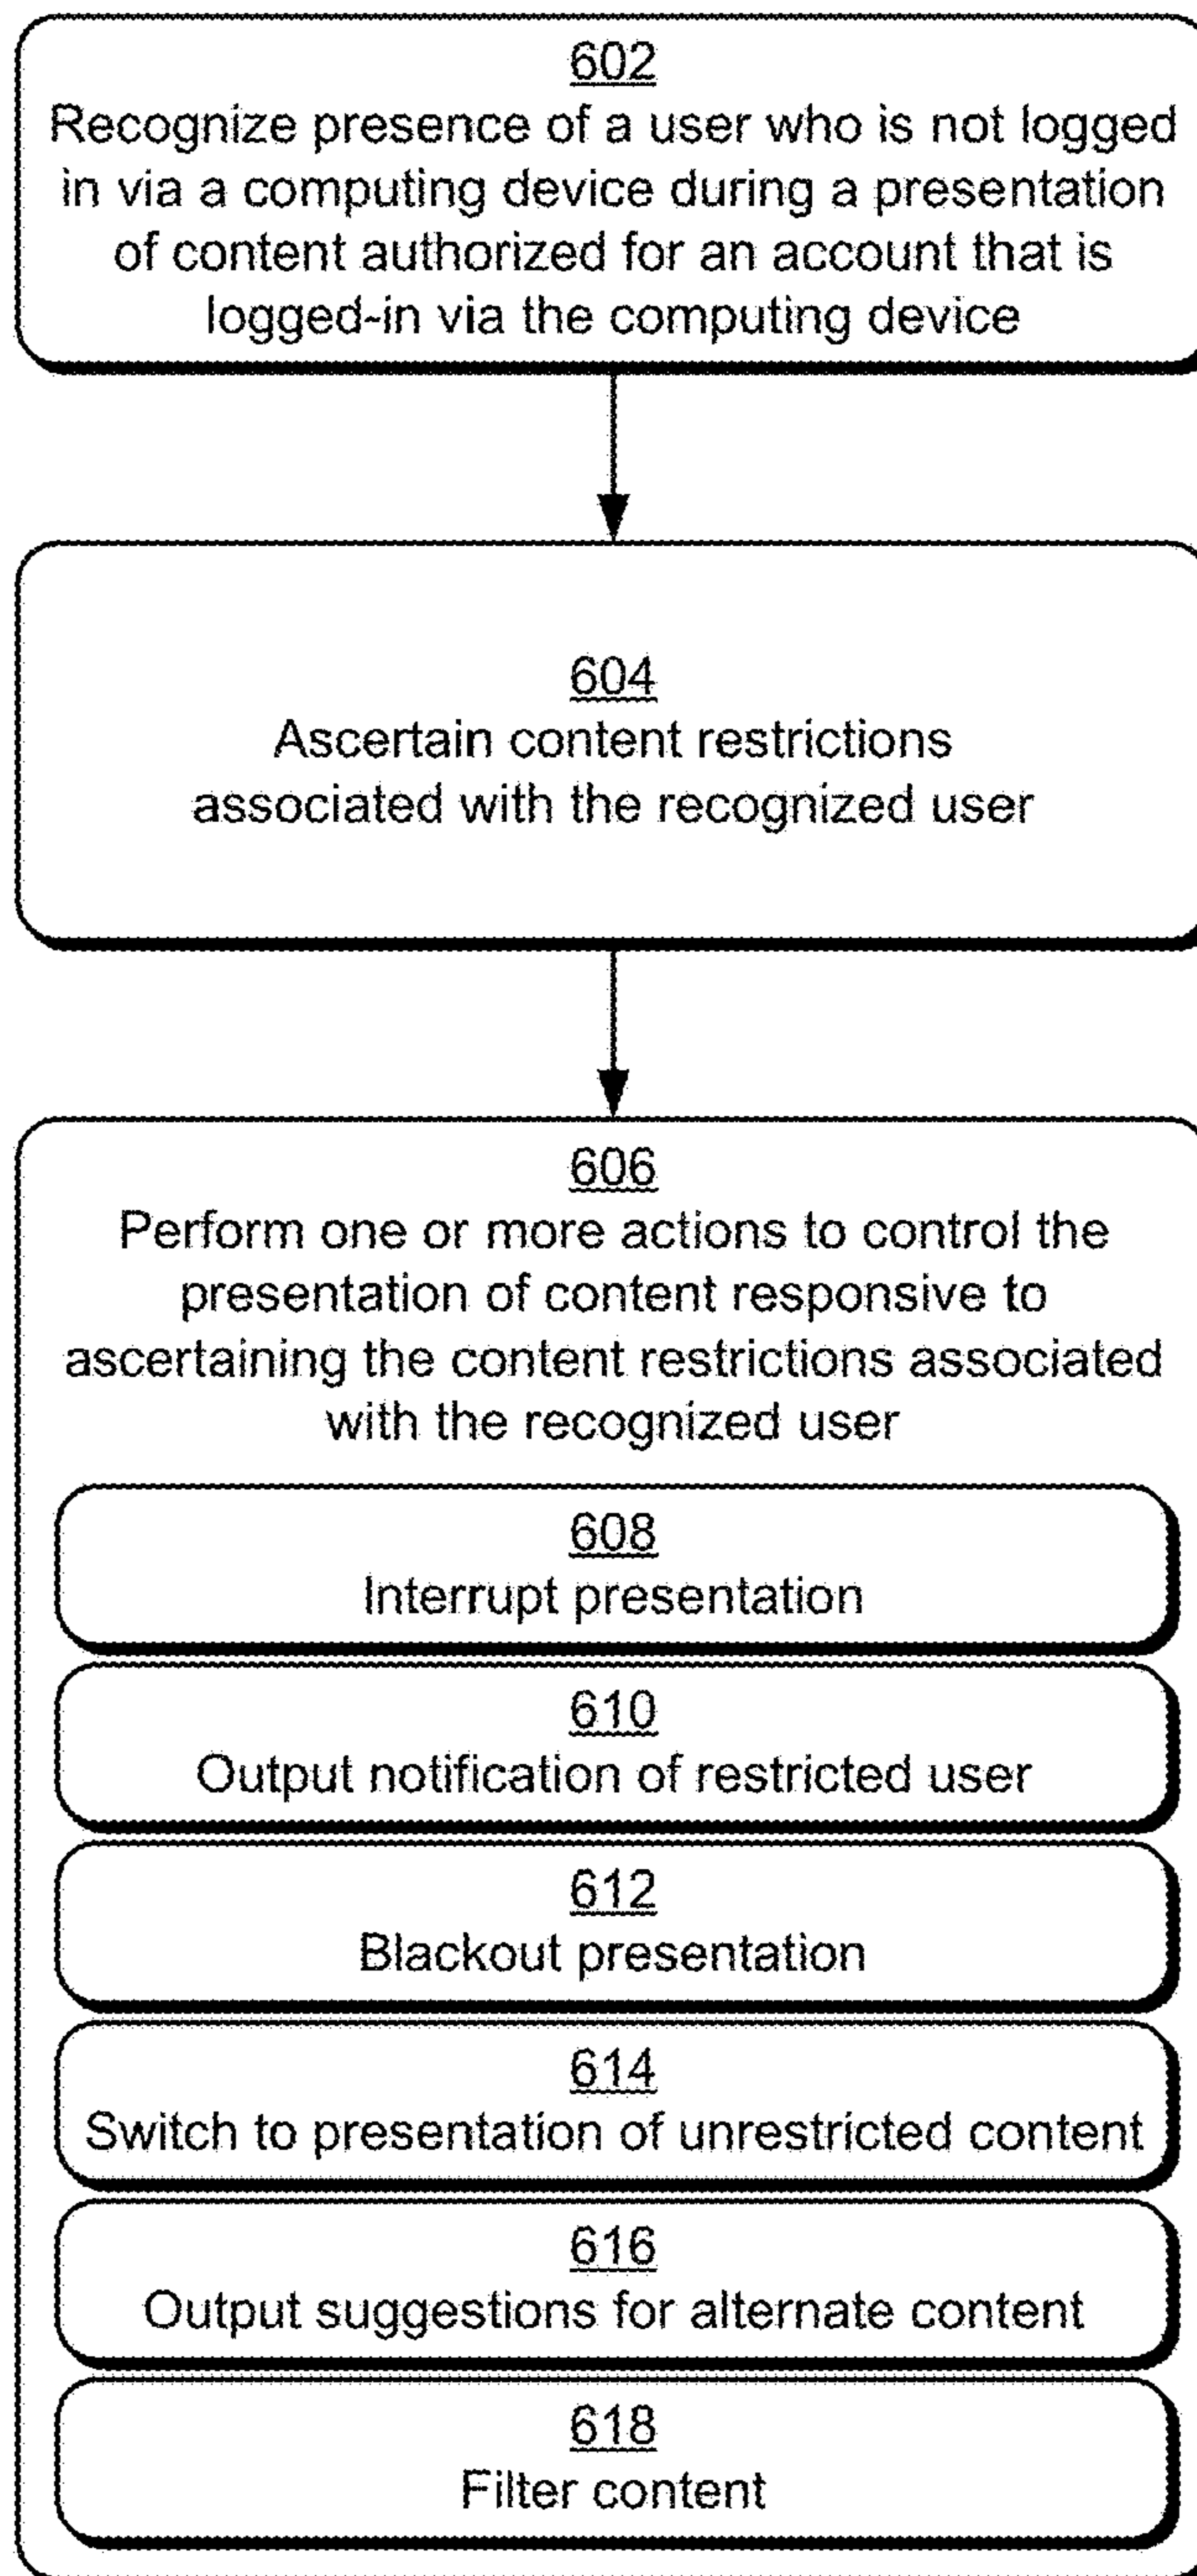 602
Recognize presence of a user who is not logged
in via a computing device during a presentation
of content authorized for an account that is
logged-in via the computing device
604
Ascertain content restrictions
associated with the recognized user
606
Perform one or more actions to control the
presentation of content responsive to
ascertaining the content restrictions associated
with the recognized user
608
Interrupt presentation
610
Output notification of restricted user
612
Blackout presentation
614
Switch to presentation of unrestricted content
616
Output suggestions for alternate content
618
Filter content